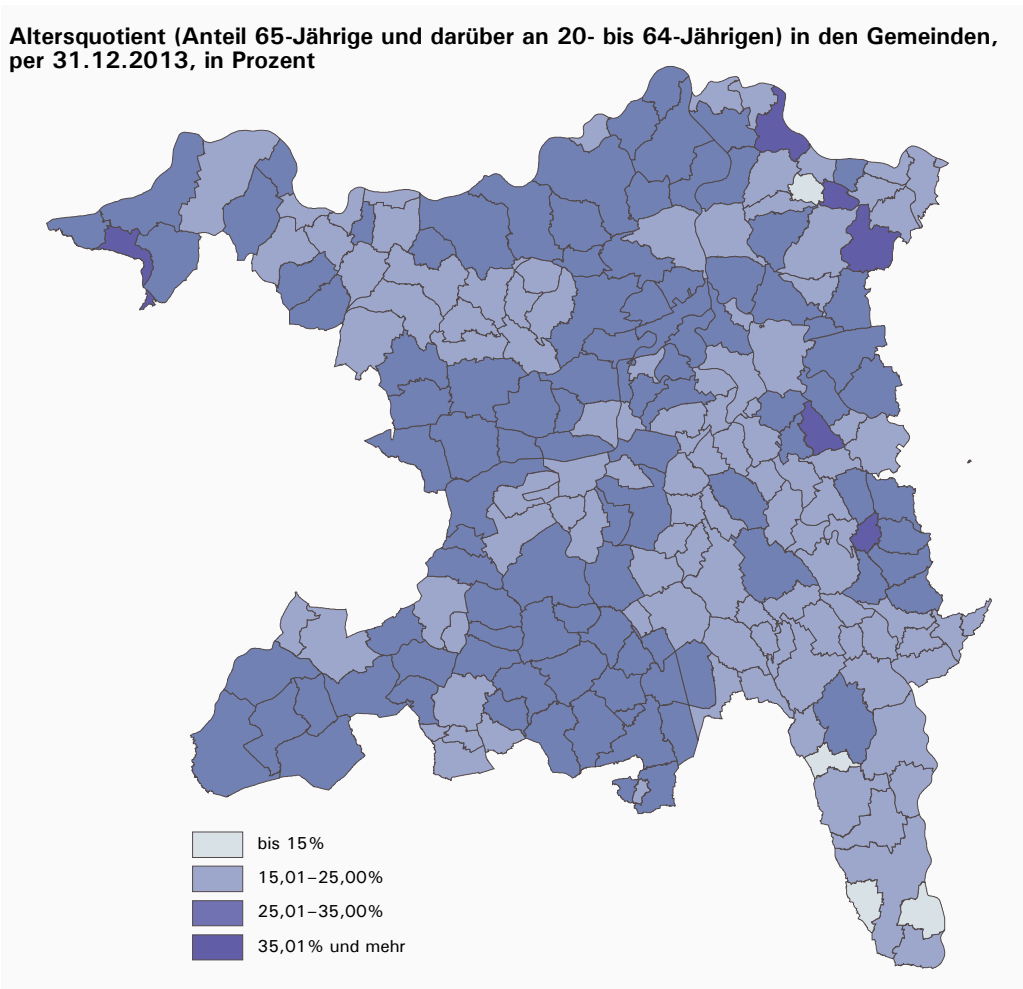 Altersquotient (Anteil 65-Jährige und darüber an 20- bis 64-Jährigen) in den Gemeinden,
per 31.12.2013, in Prozent
bis 15%
15,01–25,00%
25,01–35,00%
35,01% und mehr